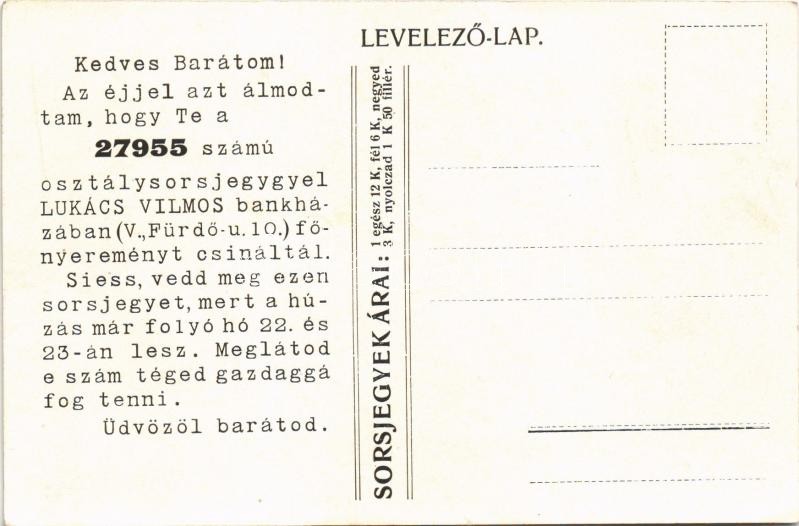 Kedves Barátom!
Az éjjel azt álmod-
tam, hogy Te a
27955 számú
osztálysorsjegygyel
LUKÁCS VILMOS bankhá-
zában (V., Fürdő-u. 10.) fő-
nyereményt csináltál.
Siess, vedd meg ezen
sorsjegyet, mert a hú-
zás már folyó hó 22. és
23-án lesz. Meglátod
e szám téged gazdaggá
fog tenni.
Üdvözöl barátod.
SORSJEGYEK ÁRAI: 1 egész 12 K, fél 6 K, negyed
3 K, nyolczad 1 K 50 fillér.
LEVELEZŐ-LAP.